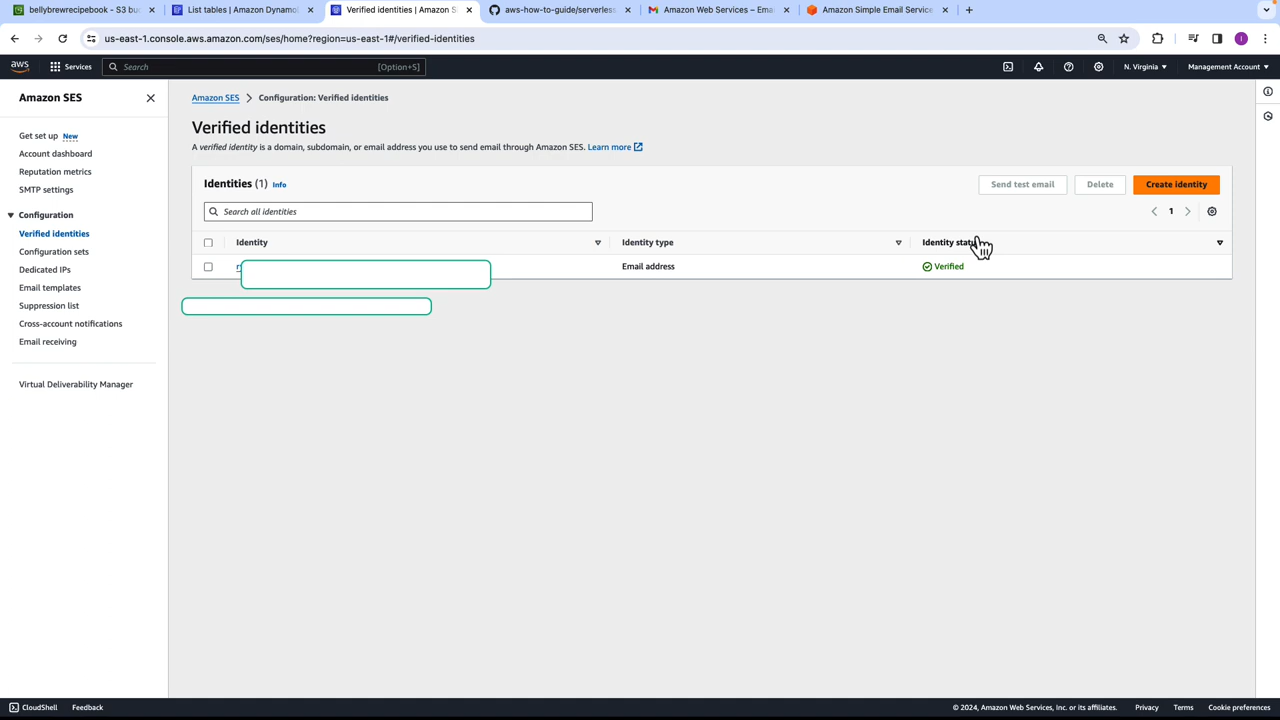 bellybrewrecipebook - S3 buc
List tables | Amazon Dynamo
Verified identities | Amazon S
aws-how-to-guide/serverless
Amazon Web Services – Emai
Amazon Simple Email Service
us-east-1.console.aws.amazon.com/ses/home?region=us-east-1#/verified-identities
aws
Services
Search
[Option+S]
N. Virginia
Management Account
Amazon SES
Get set up New
Account dashboard
Reputation metrics
SMTP settings
Configuration
Verified identities
Configuration sets
Dedicated IPs
Email templates
Suppression list
Cross-account notifications
Email receiving
Virtual Deliverability Manager
Amazon SES
Configuration: Verified identities
Verified identities
A verified identity is a domain, subdomain, or email address you use to send email through Amazon SES. Learn more
Identities (1) Info
Send test email
Delete
Create identity
Search all identities
1
Identity
Identity type
Identity statu
Email address
Verified
CloudShell
Feedback
© 2024, Amazon Web Services, Inc. or its affiliates.
Privacy
Terms
Cookie preferences